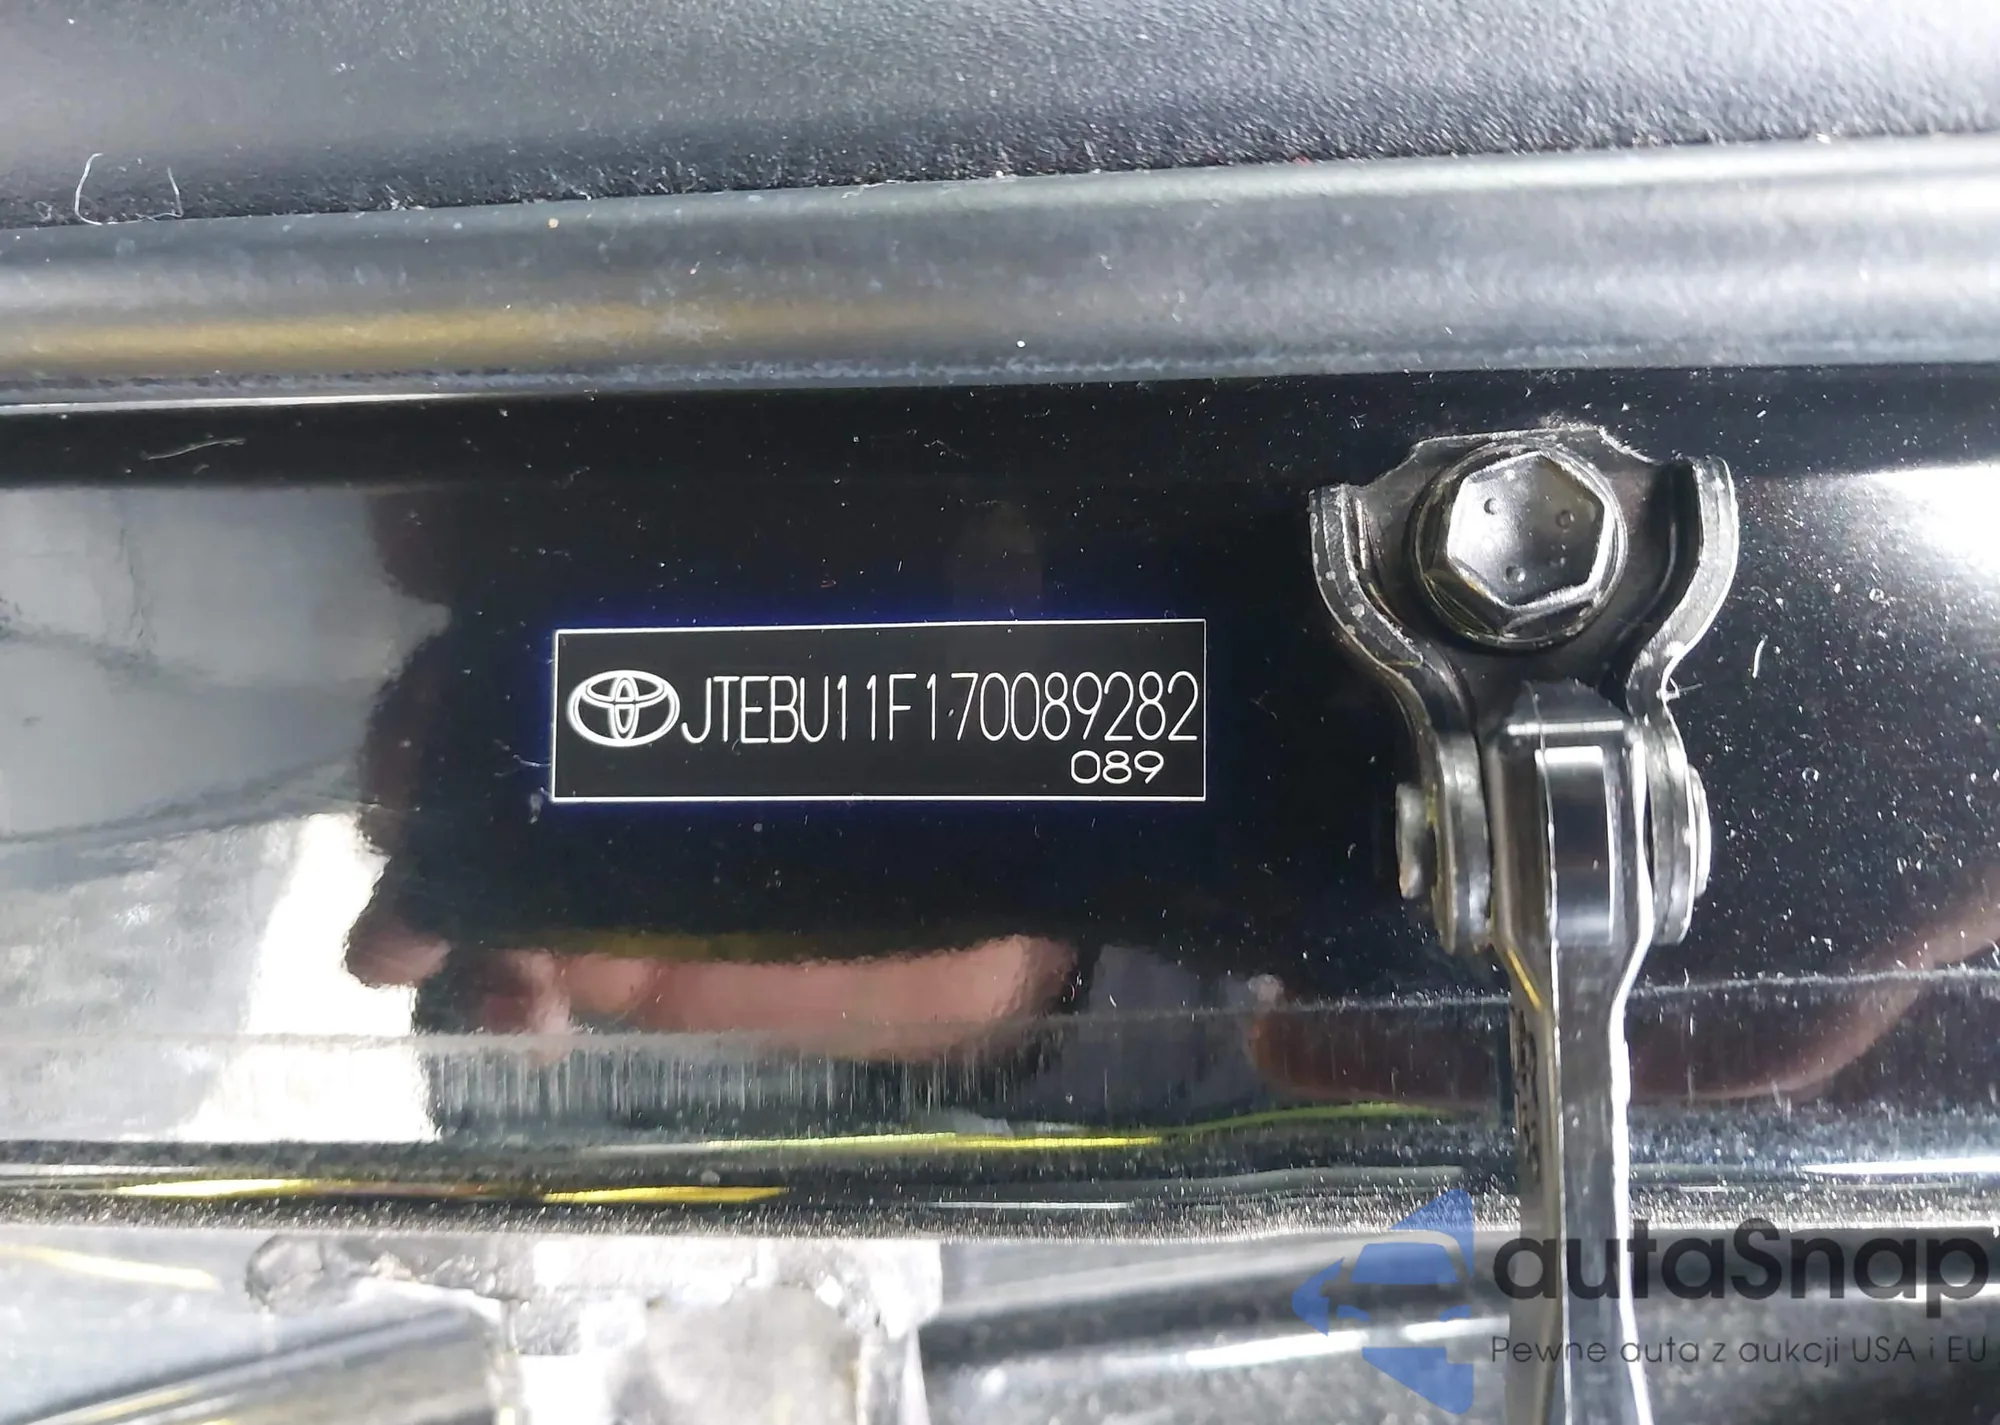 JTEBU11F170089282
089
autaSnap
Pewne auta z aukcji USA i EU